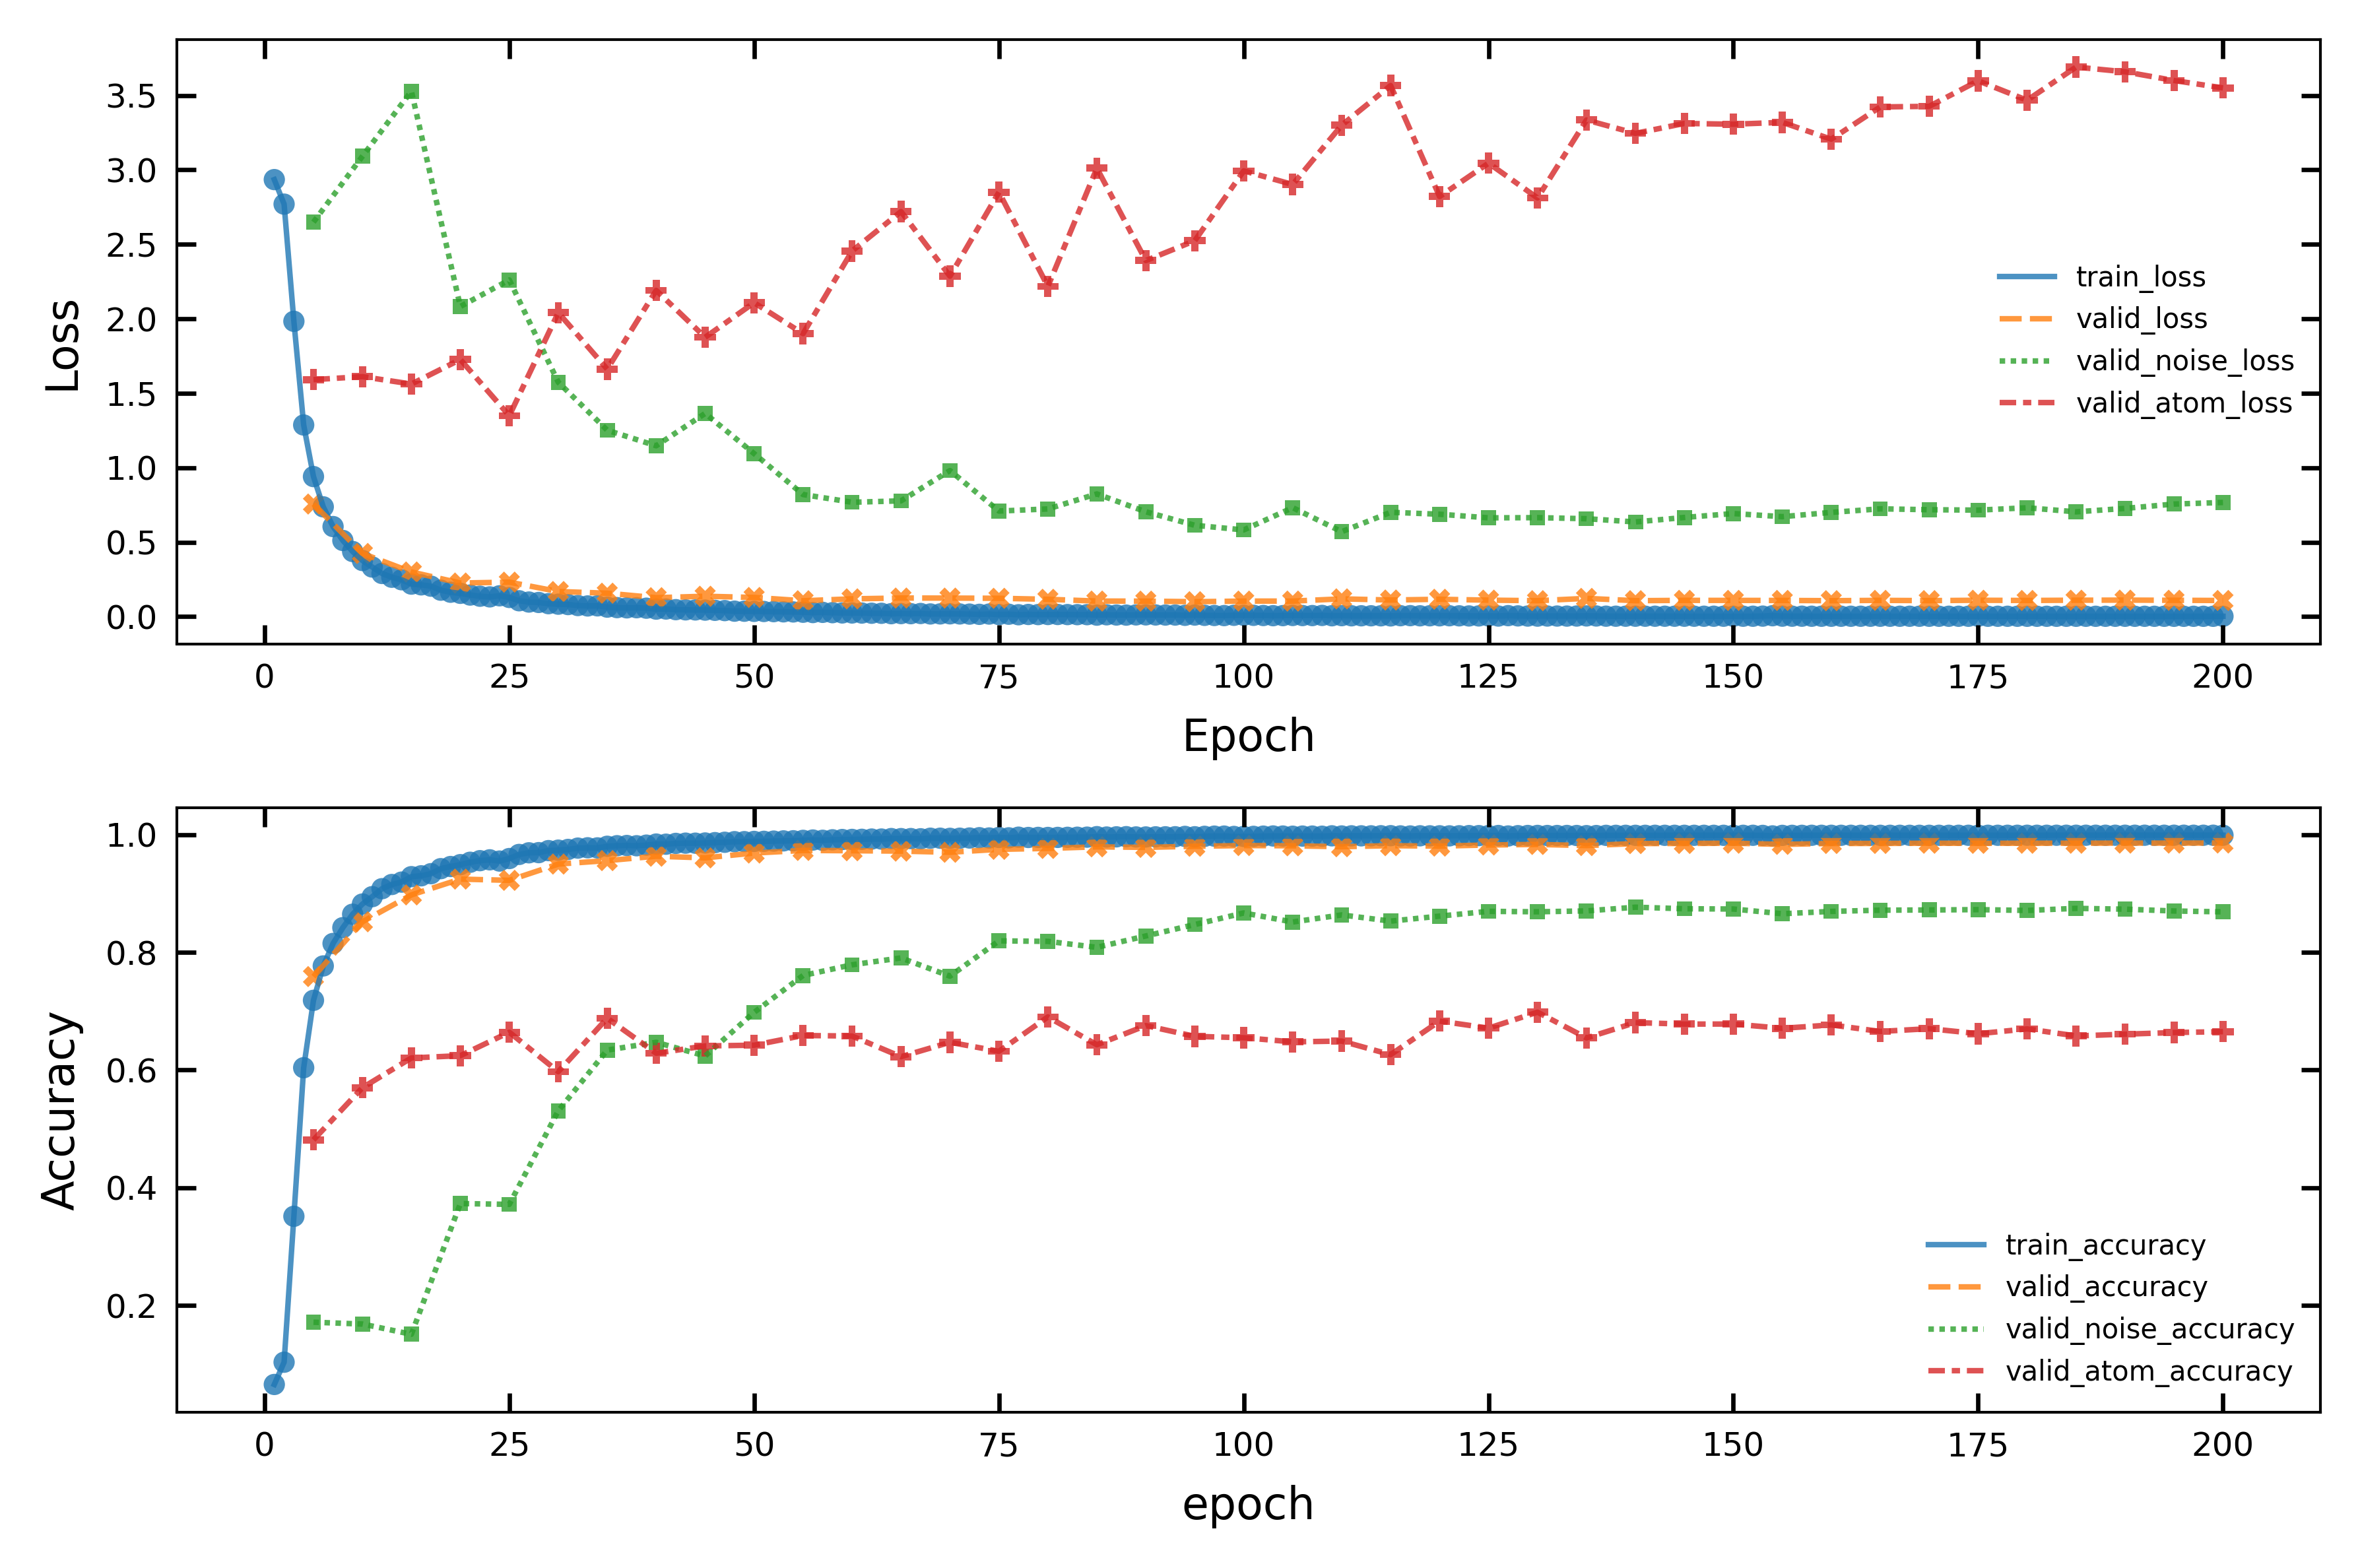 3.5
3.0
2.5
2.0
1.5
1.0
0.5
0.0
Loss
train_loss
valid_loss
valid_noise_loss
valid_atom_loss
0 25 50 75 100 125 150 175 200
Epoch
1.0
0.8
0.6
0.4
0.2
Accuracy
train_accuracy
valid_accuracy
valid_noise_accuracy
valid_atom_accuracy
0 25 50 75 100 125 150 175 200
epoch